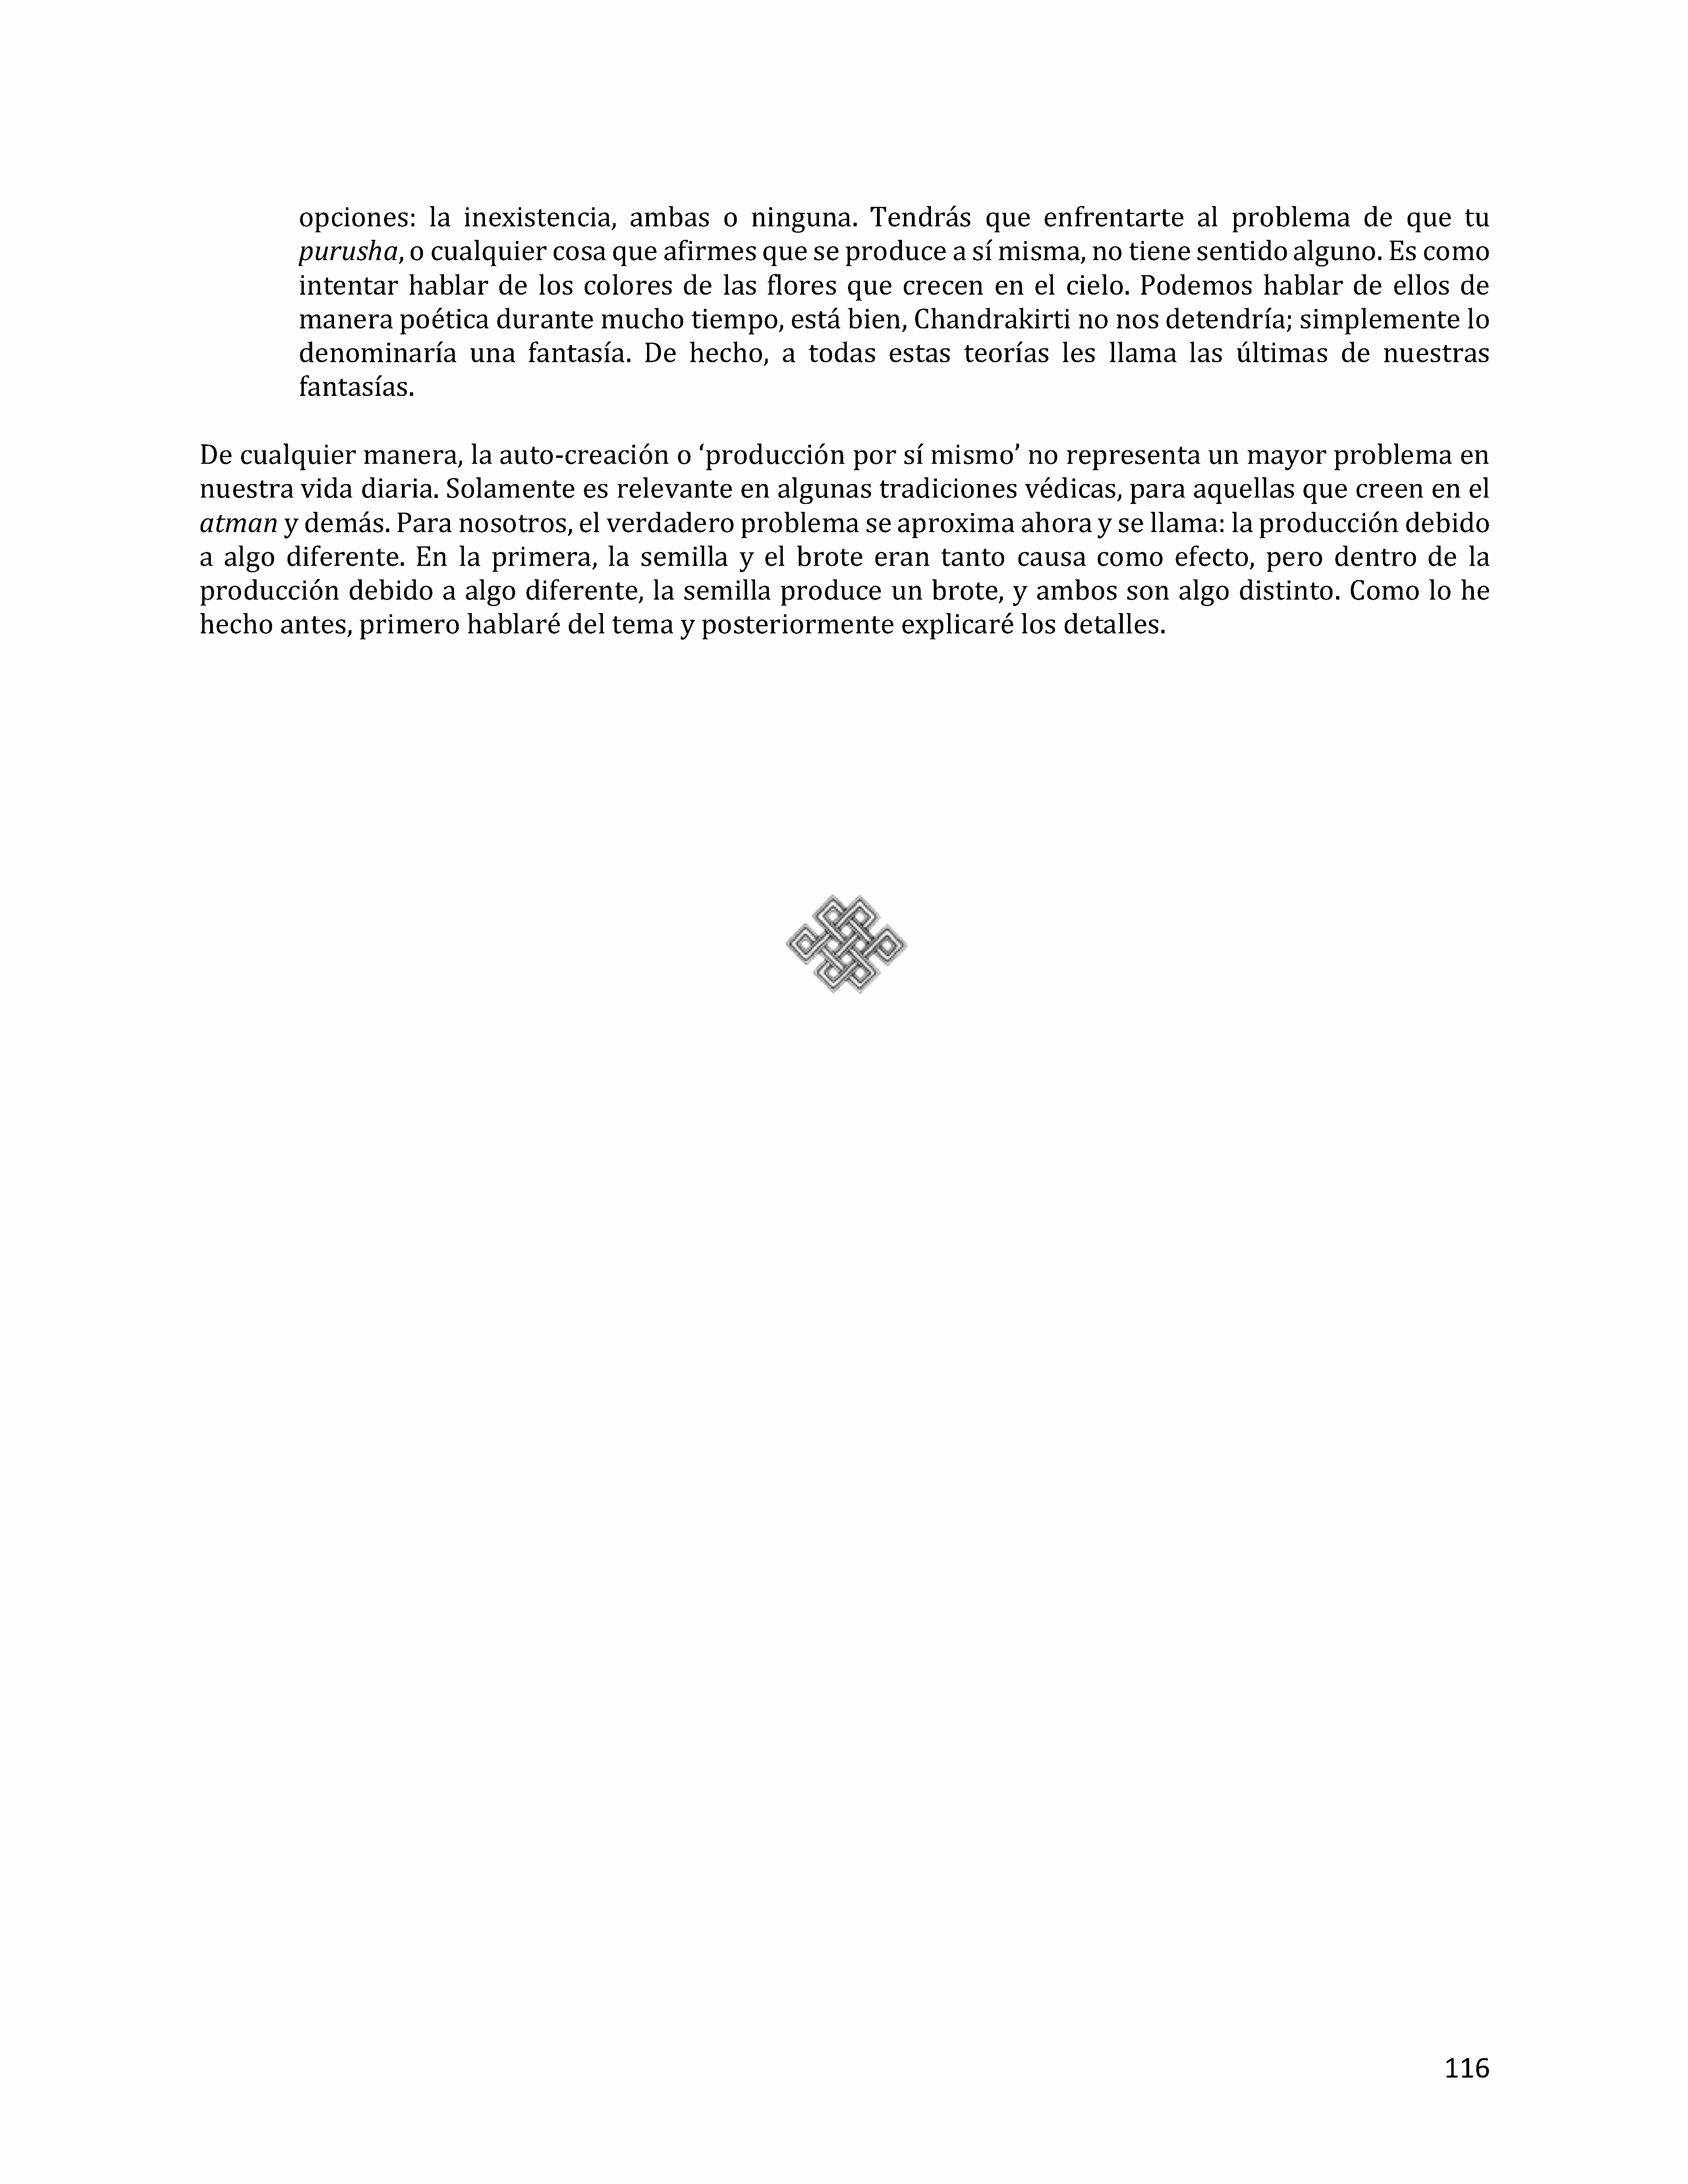 opciones: la inexistencia, ambas o ninguna. Tendrás que enfrentarte al problema de que tu
purusha, o cualquier cosa que afirmes que se produce a sí misma, no tiene sentido alguno. Es como
intentar hablar de los colores de las flores que crecen en el cielo. Podemos hablar de ellos de
manera poética durante mucho tiempo, está bien, Chandrakirti no nos detendría; simplemente lo
denominaría una fantasía. De hecho, a todas estas teorías les llama las últimas de nuestras
fantasías.
De cualquier manera, la auto-creación o ‘producción por sí mismo’ no representa un mayor problema en
nuestra vida diaria. Solamente es relevante en algunas tradiciones védicas, para aquellas que creen en el
atman y demás. Para nosotros, el verdadero problema se aproxima ahora y se llama: la producción debido
a algo diferente. En la primera, la semilla y el brote eran tanto causa como efecto, pero dentro de la
producción debido a algo diferente, la semilla produce un brote, y ambos son algo distinto. Como lo he
hecho antes, primero hablaré del tema y posteriormente explicaré los detalles.
116